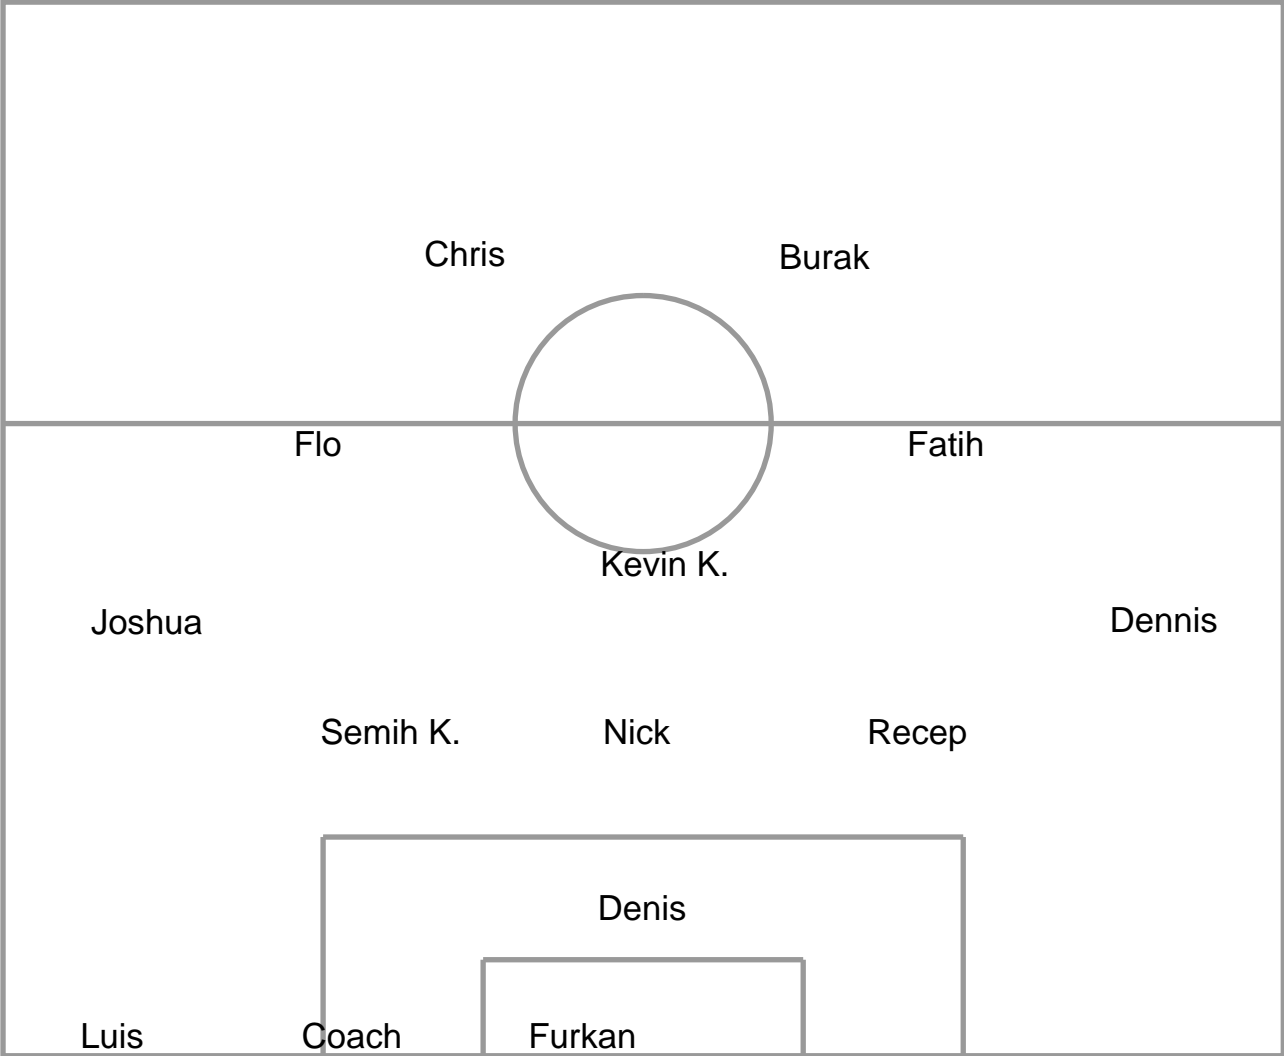 Chris Burak
Flo Fatih
Kevin K.
Joshua Dennis
Semih K. Nick Recep
Denis
Luis Coach Furkan